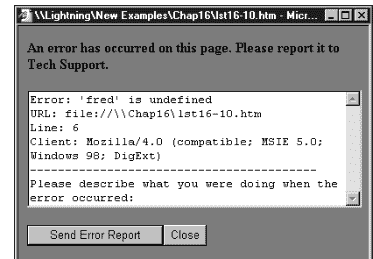 \\Lightning\New Examples\Chap16\lst16-10.htm - Micr...
An error has occurred on this page. Please report it to
Tech Support.
Error: 'fred' is undefined
URL: file://\\Chap16\lst16-10.htm
Line: 6
Client: Mozilla/4.0 (compatible; MSIE 5.0;
Windows 98; DigExt)
-----------------------------------------
Please describe what you were doing when the
error occurred:
Send Error Report Close